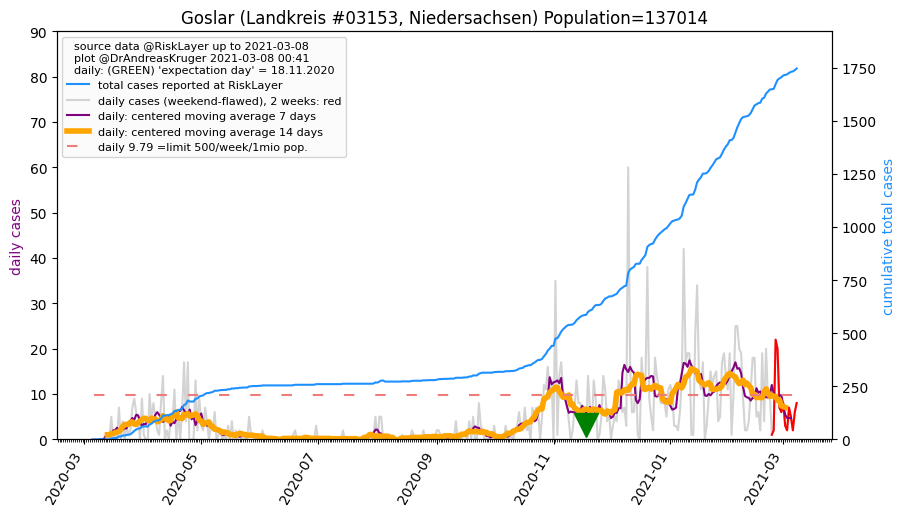 Goslar (Landkreis #03153, Niedersachsen) Population=137014
source data @RiskLayer up to 2021-03-08
plot @DrAndreasKruger 2021-03-08 00:41
daily: (GREEN) 'expectation day' = 18.11.2020
total cases reported at RiskLayer
daily cases (weekend-flawed), 2 weeks: red
daily: centered moving average 7 days
daily: centered moving average 14 days
daily 9.79 =limit 500/week/1mio pop.
daily cases
90
80
70
60
50
40
30
20
10
0
1750
1500
1250
1000
750
500
250
0
cumulative total cases
2020-03
2020-05
2020-07
2020-09
2020-11
2021-01
2021-03